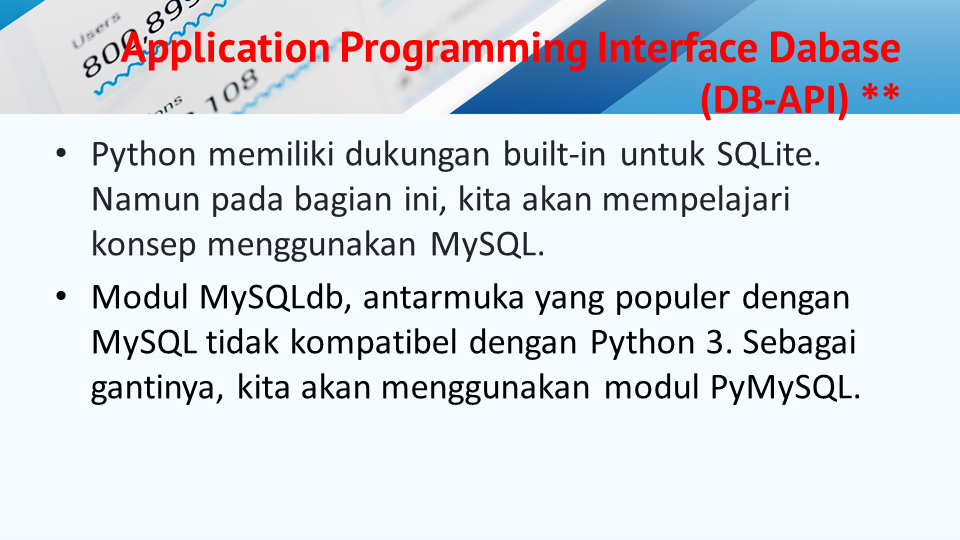 Users
800,899
Application Programming Interface Dabase
ons
108
(DB-API) **
• Python memiliki dukungan built-in untuk SQLite.
Namun pada bagian ini, kita akan mempelajari
konsep menggunakan MySQL.
• Modul MySQLdb, antarmuka yang populer dengan
MySQL tidak kompatibel dengan Python 3. Sebagai
gantinya, kita akan menggunakan modul PyMySQL.